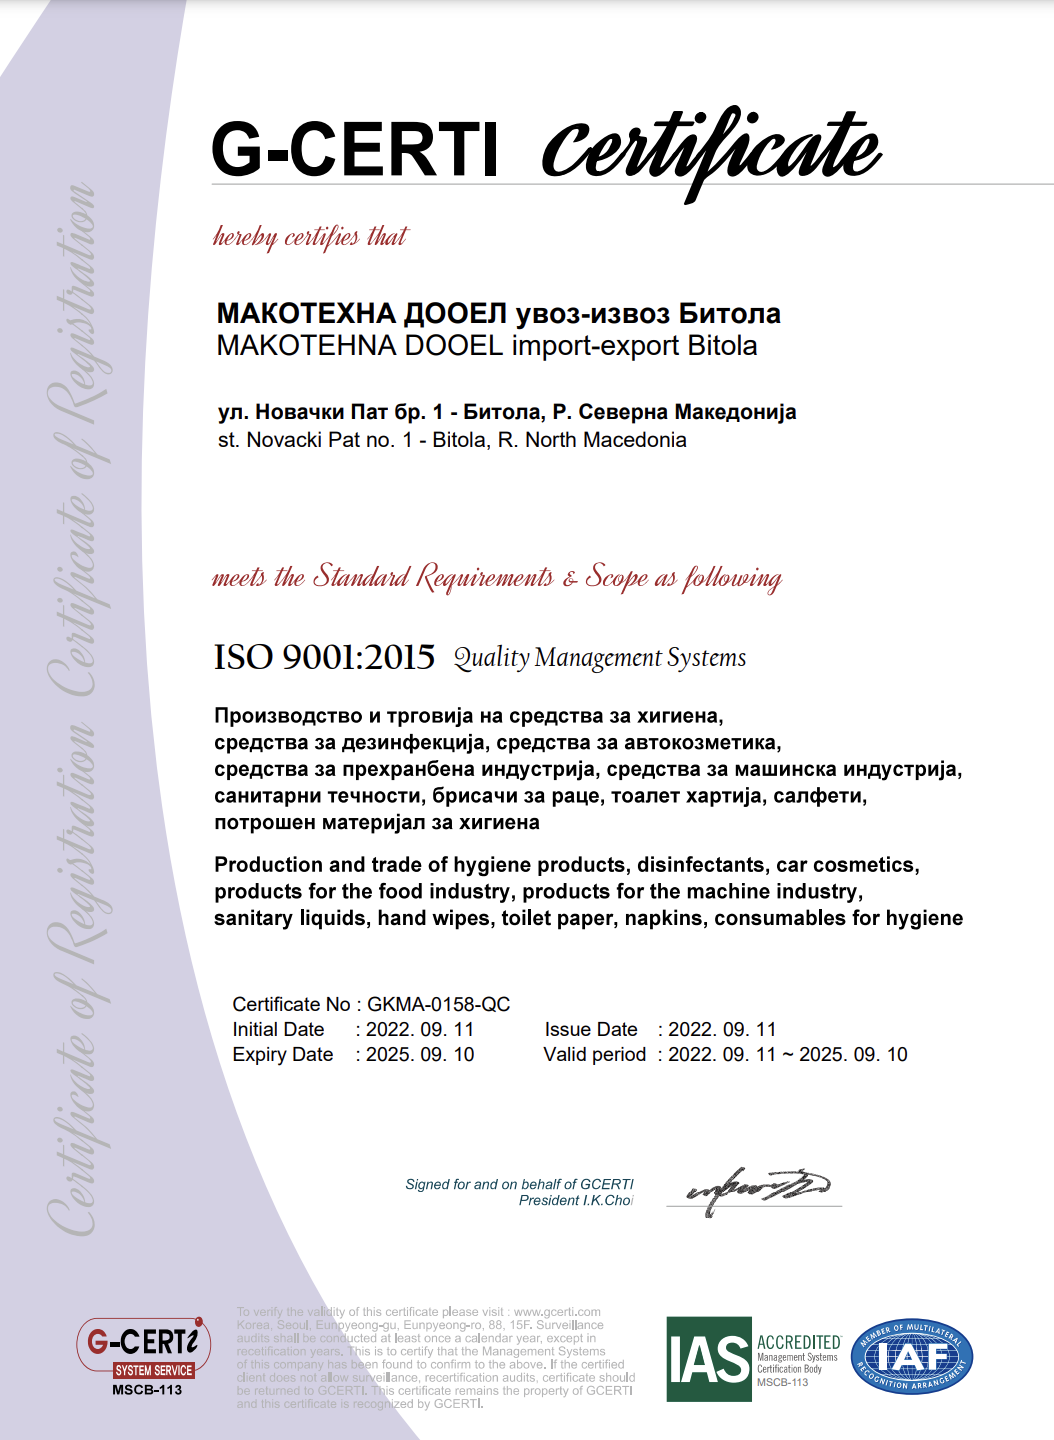 G-CERTI Certificate
hereby certifies that
МАКОТЕХНА ДООЕЛ увоз-извоз Битола
MAKOTEHNA DOOEL import-export Bitola
ул. Новачки Пат бр. 1 - Битола, Р. Северна Македонија
st. Novacki Pat no. 1 - Bitola, R. North Macedonia
meets the Standard Requirements & Scope as following
ISO 9001:2015 Quality Management Systems
Производство и трговија на средства за хигиена,
средства за дезинфекција, средства за автокозметика,
средства за прехранбена индустрија, средства за машинска индустрија,
санитарни течности, брисачи за раце, тоалет хартија, салфети,
потрошен материјал за хигиена
Production and trade of hygiene products, disinfectants, car cosmetics,
products for the food industry, products for the machine industry,
sanitary liquids, hand wipes, toilet paper, napkins, consumables for hygiene
Certificate No : GKMA-0158-QC
Initial Date : 2022. 09. 11 Issue Date : 2022. 09. 11
Expiry Date : 2025. 09. 10 Valid period : 2022. 09. 11 ~ 2025. 09. 10
Signed for and on behalf of GCERTI
President I.K.Choi
Certificate of Registration Certificate of Registration
G-CERTi
SYSTEM SERVICE
MSCB-113
To verify the validity of this certificate please visit : www.gcerti.com
Korea, Seoul, Eunpyeong-gu, Eunpyeong-ro, 88, 15F. Surveillance
audits shall be conducted at least once a calendar year, except in
recetification years. This is to certify that the Management Systems
of this company has been found to confirm to the above. If the certified
client does not allow surveillance, recertification audits, certificate should
be returned to GCERTI. This certificate remains the property of GCERTI
and this certificate is recognized by GCERTI.
IAS
ACCREDITED
Management Systems
Certification Body
MSCB-113
MEMBER OF MULTILATERAL
IAF
RECOGNITION ARRANGEMENT